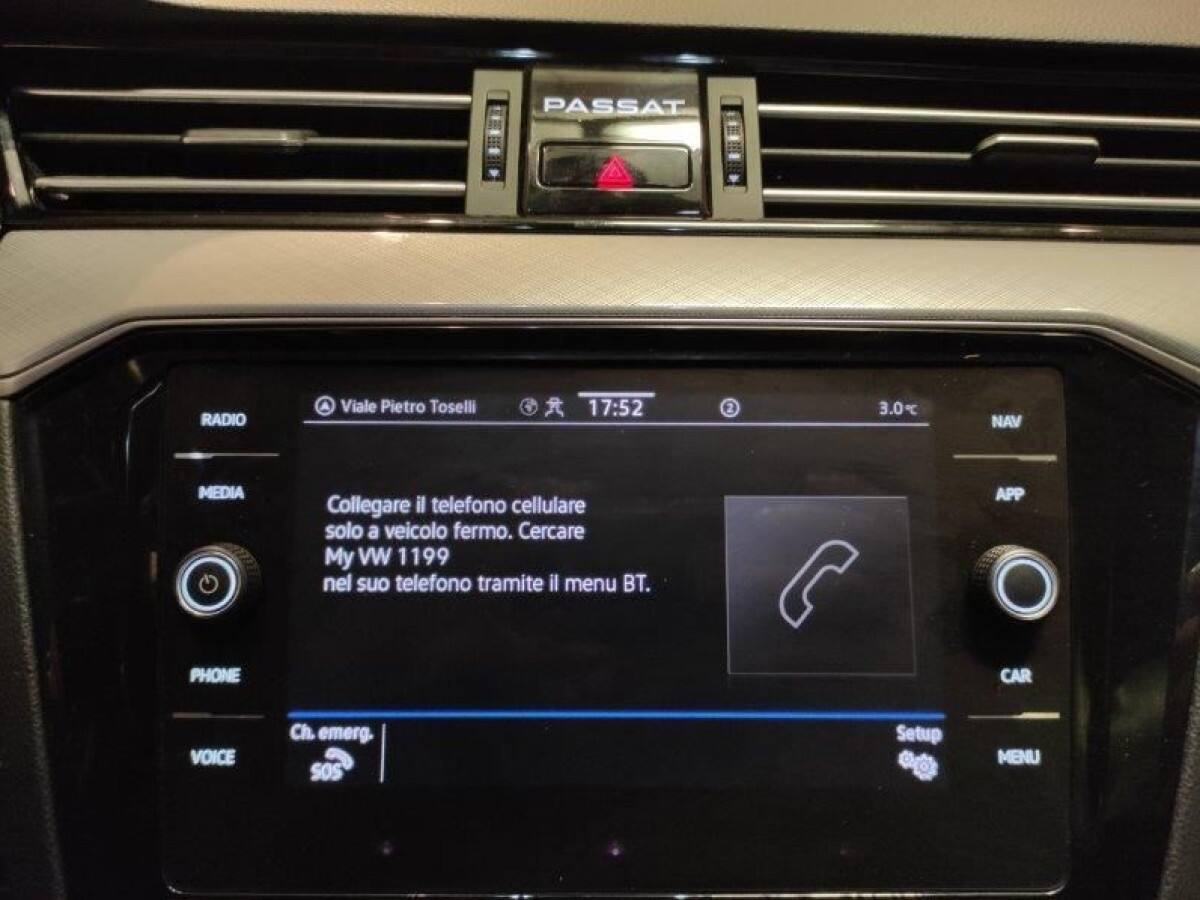 PASSAT
RADIO
MEDIA
PHONE
VOICE
Viale Pietro Toselli 17:52 2 3.0°C
Collegare il telefono cellulare
solo a veicolo fermo. Cercare
My VW 1199
nel suo telefono tramite il menu BT.
Ch. emerg.
SOS
Setup
NAV
APP
CAR
MENU